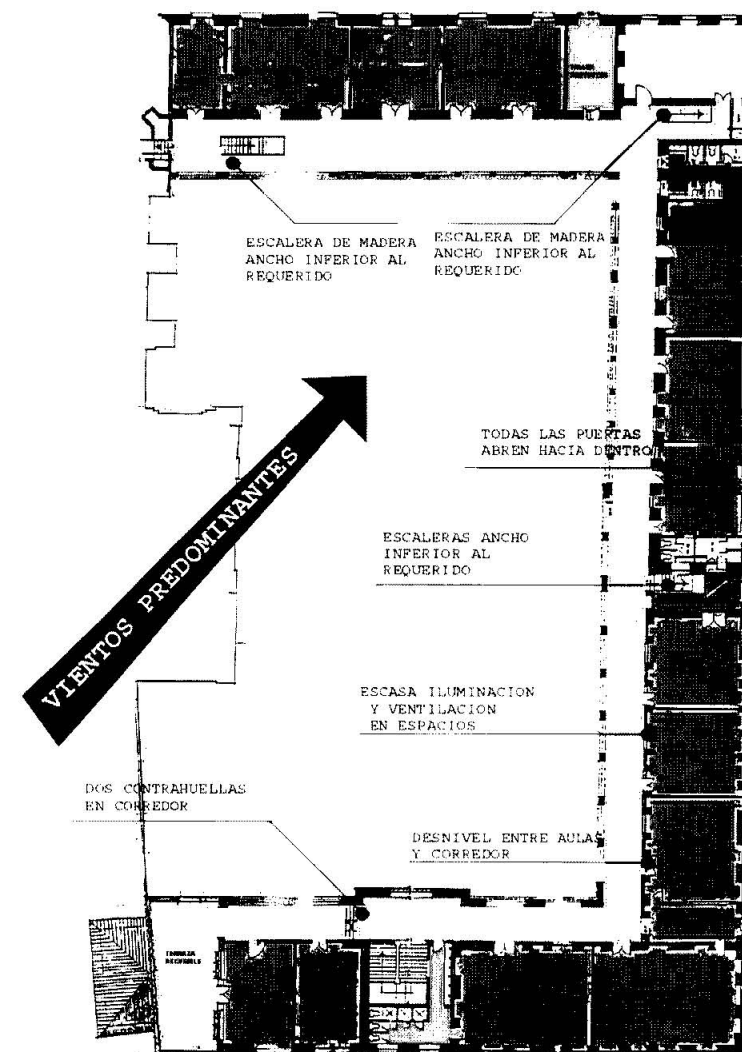 ESCALERA DE MADERA
ANCHO INFERIOR AL
REQUERIDO
ESCALERA DE MADERA
ANCHO INFERIOR AL
REQUERIDO
TODAS LAS PUERTAS
ABREN HACIA DENTRO
VIENTOS PREDOMINANTES
ESCALERAS ANCHO
INFERIOR AL
REQUERIDO
ESCASA ILUMINACION
Y VENTILACION
EN ESPACIOS
DOS CONTRAHUELLAS
EN CORREDOR
DESNIVEL ENTRE AULAS
Y CORREDOR
TERRAZA